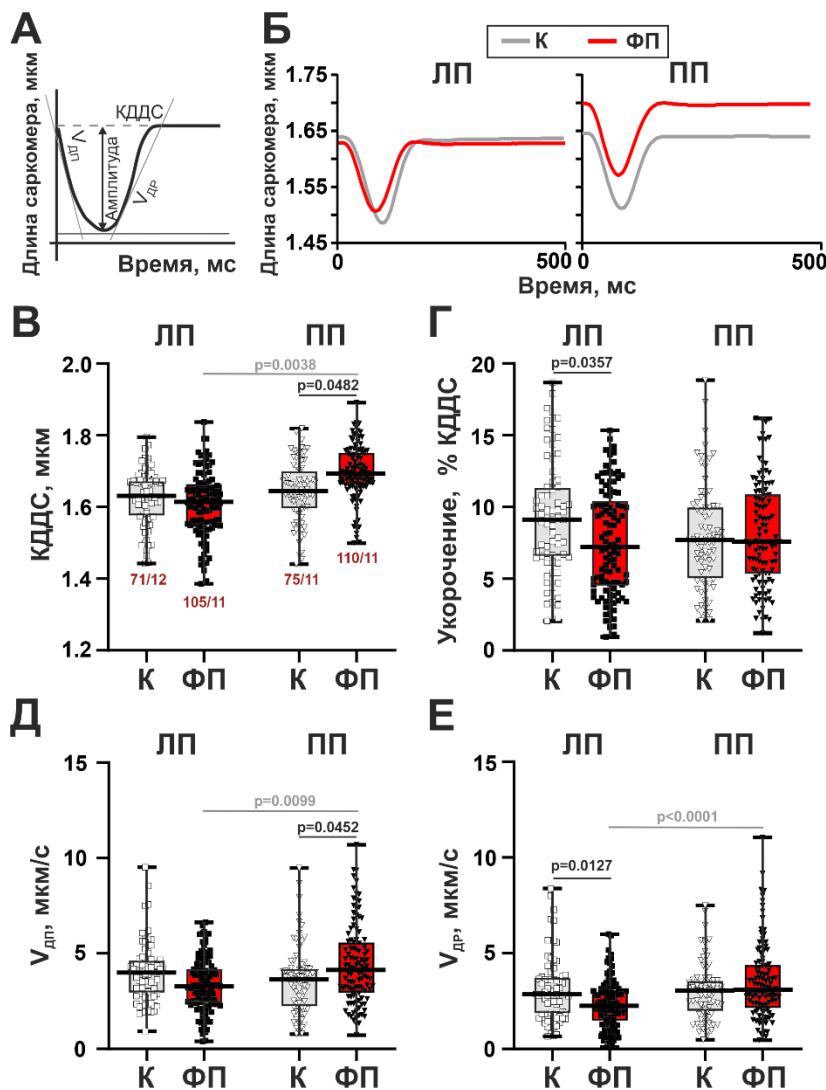 А
Длина саркомера, мкм
КДДС
VДП
Амплитуда
VДР
Время, мс
Б
К ФП
ЛП ПП
Длина саркомера, мкм
1.75
1.65
1.55
1.45
0 500 0 500
Время, мс
В
ЛП ПП
p=0.0038
p=0.0482
КДДС, мкм
2.0
1.8
1.6
1.4
1.2
71/12 105/11 75/11 110/11
К ФП К ФП
Г
ЛП ПП
p=0.0357
Укорочение, % КДДС
20
15
10
5
0
К ФП К ФП
Д
ЛП ПП
p=0.0099
p=0.0452
VДП, мкм/с
15
10
5
0
К ФП К ФП
Е
ЛП ПП
p<0.0001
p=0.0127
VДР, мкм/с
15
10
5
0
К ФП К ФП